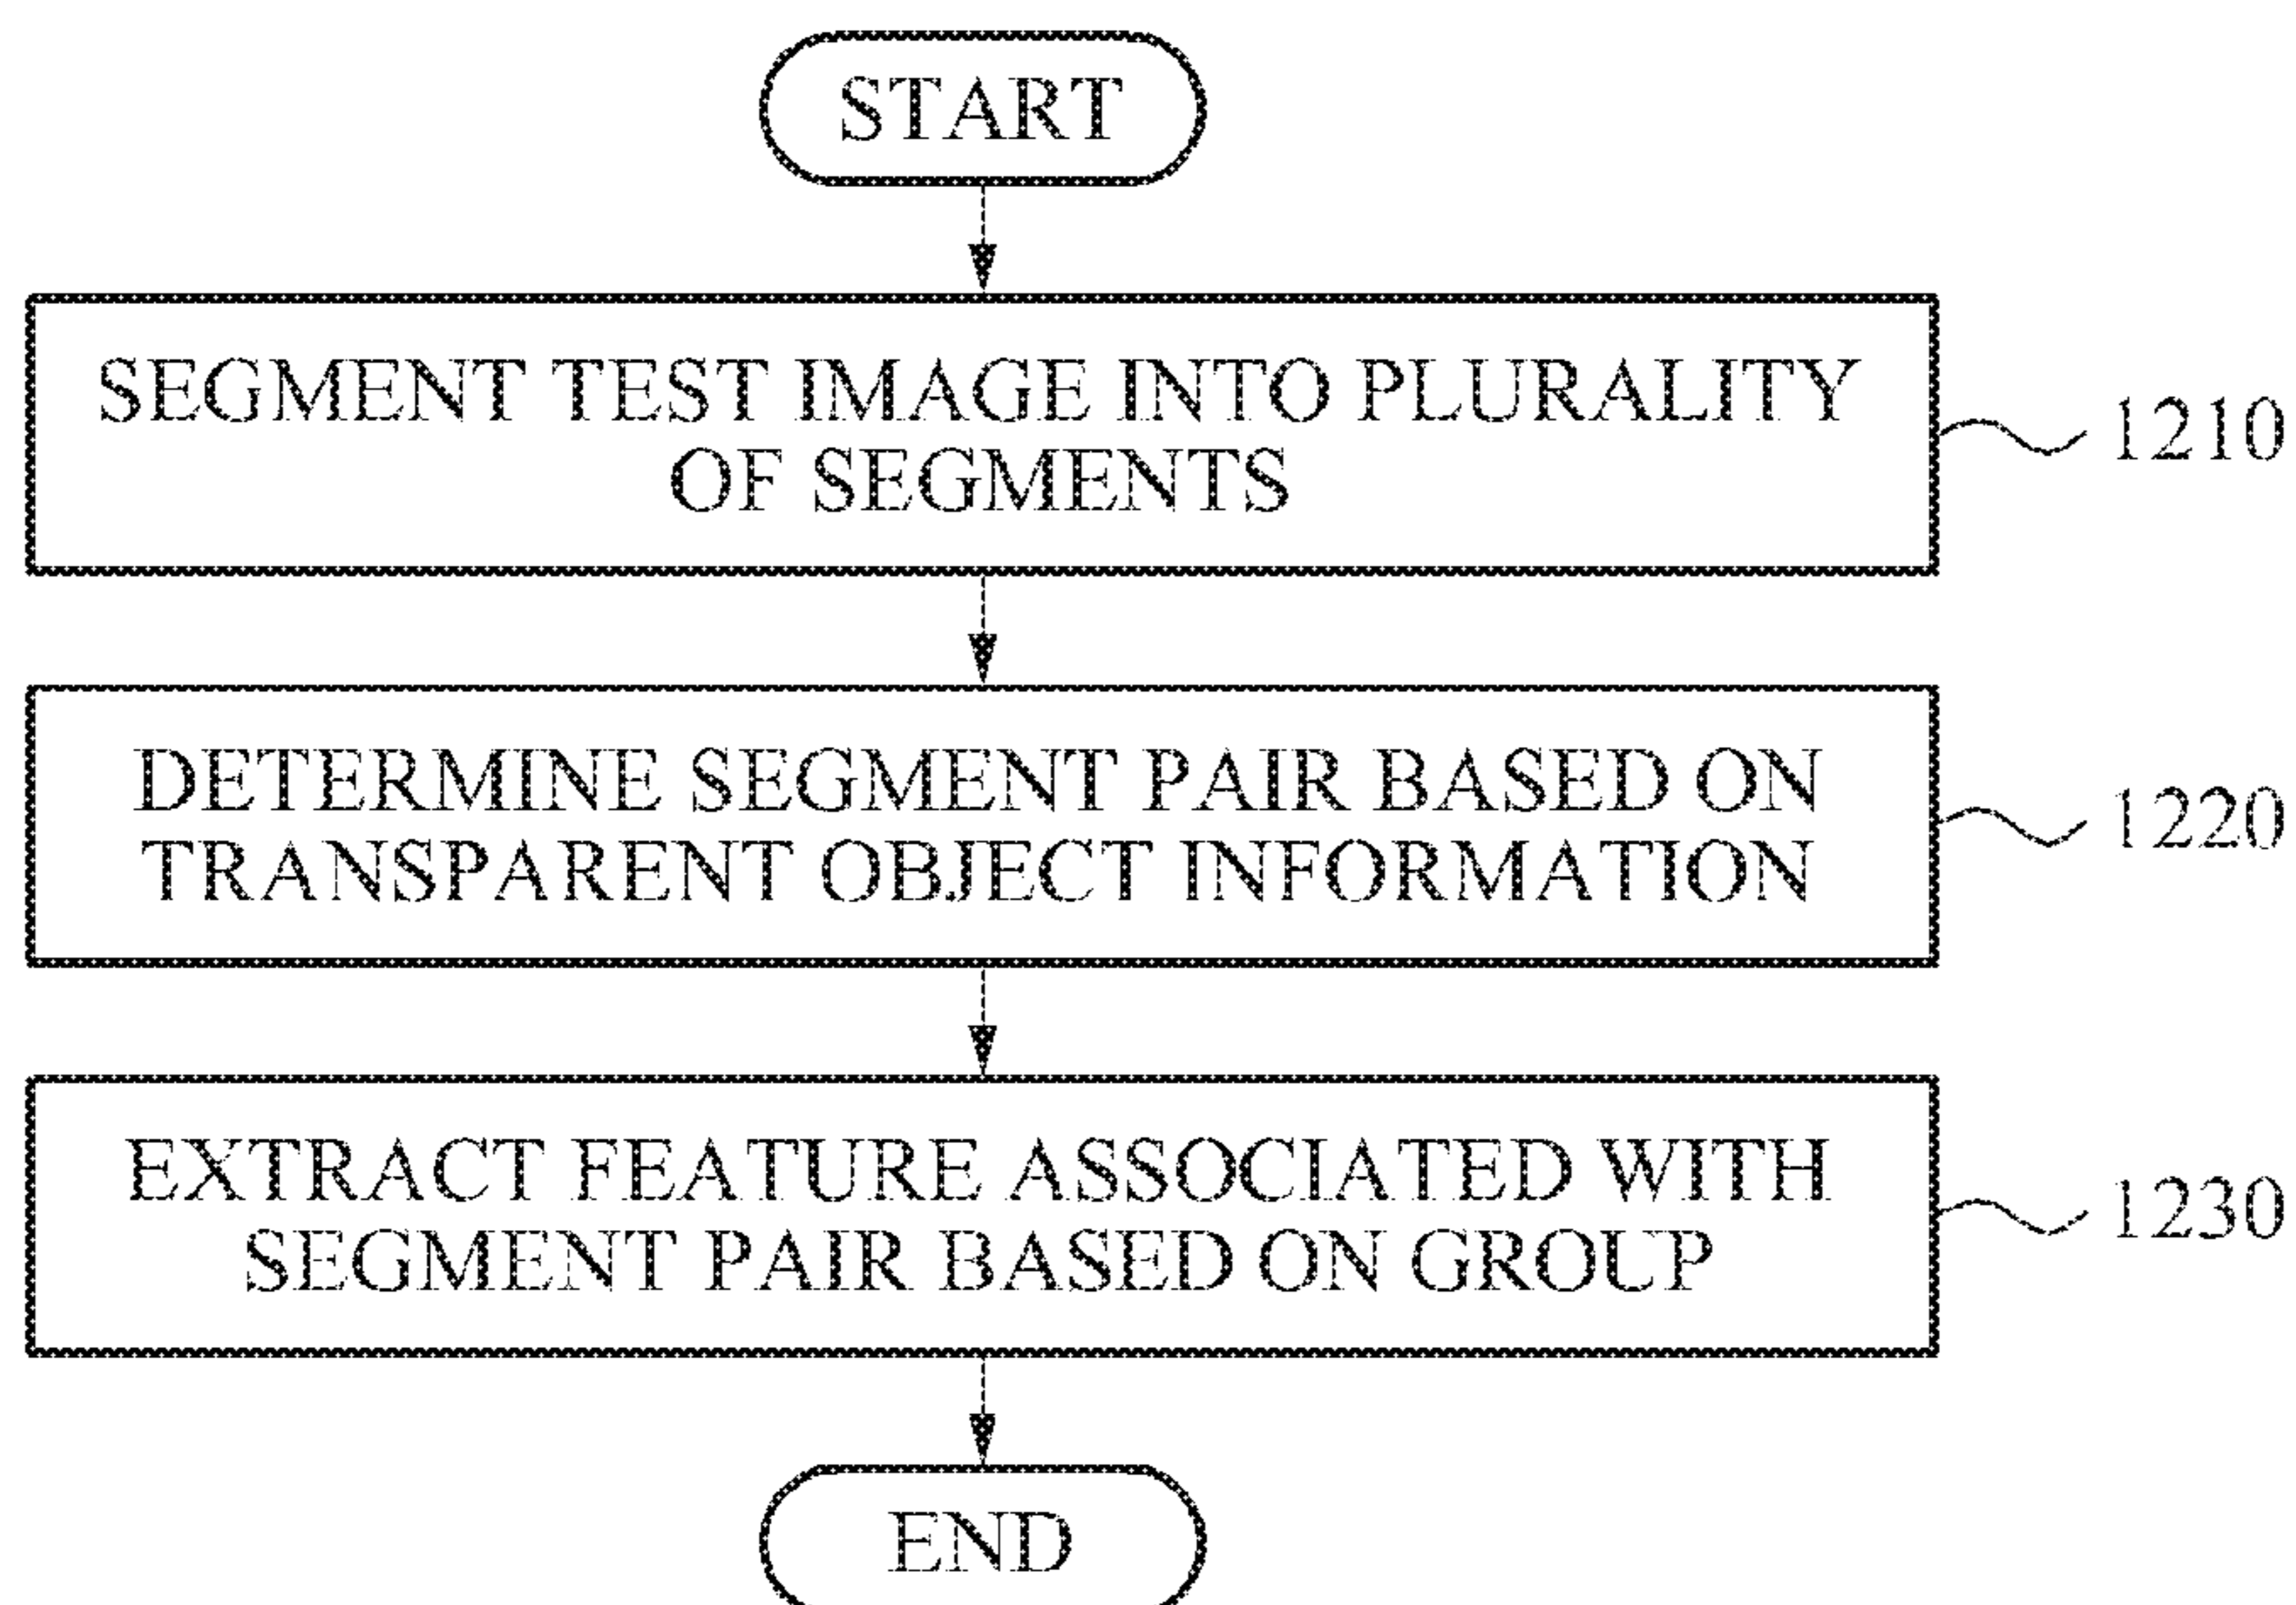 START
SEGMENT TEST IMAGE INTO PLURALITY
OF SEGMENTS
1210
DETERMINE SEGMENT PAIR BASED ON
TRANSPARENT OBJECT INFORMATION
1220
EXTRACT FEATURE ASSOCIATED WITH
SEGMENT PAIR BASED ON GROUP
1230
END